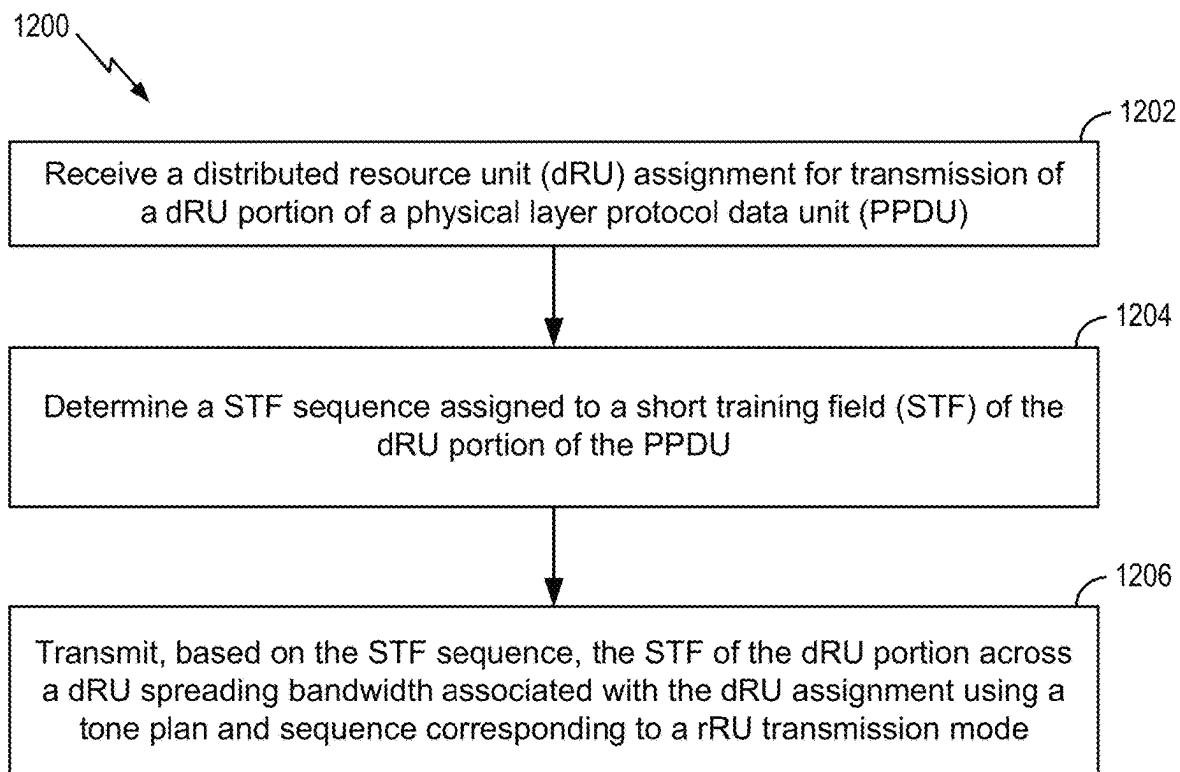 1200
1202
Receive a distributed resource unit (dRU) assignment for transmission of
a dRU portion of a physical layer protocol data unit (PPDU)
1204
Determine a STF sequence assigned to a short training field (STF) of the
dRU portion of the PPDU
1206
Transmit, based on the STF sequence, the STF of the dRU portion across
a dRU spreading bandwidth associated with the dRU assignment using a
tone plan and sequence corresponding to a rRU transmission mode